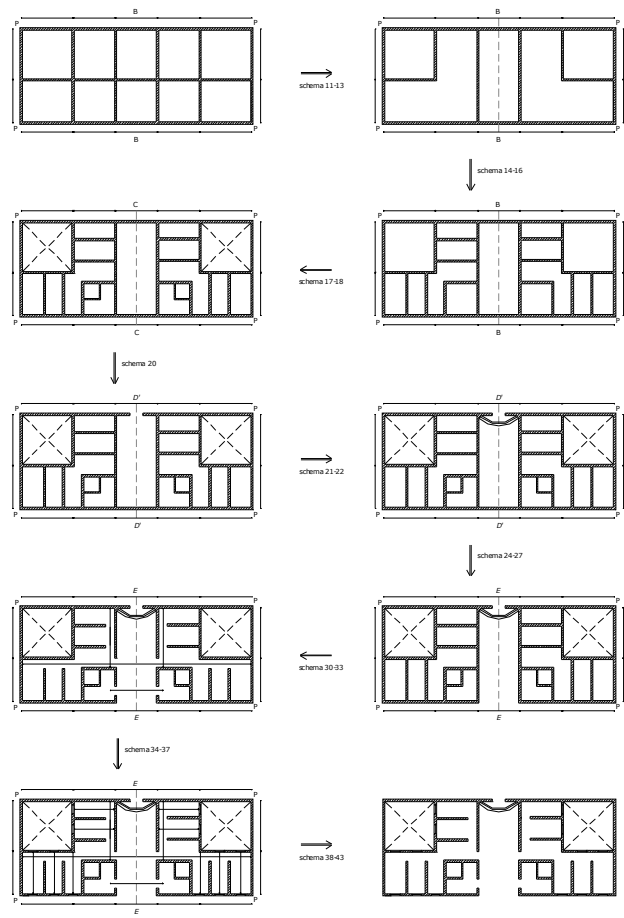 B B
P P P P
schema 11-13
P P P P
B B
schema 14-16
C B
P P P P
schema 17-18
P P P P
C B
schema 20
D' D'
P P P P
schema 21-22
P P P P
D' D'
schema 24-27
E E
P P P P
schema 30-33
P P P P
E E
schema 34-37
E
P P
schema 38-43
P P
E